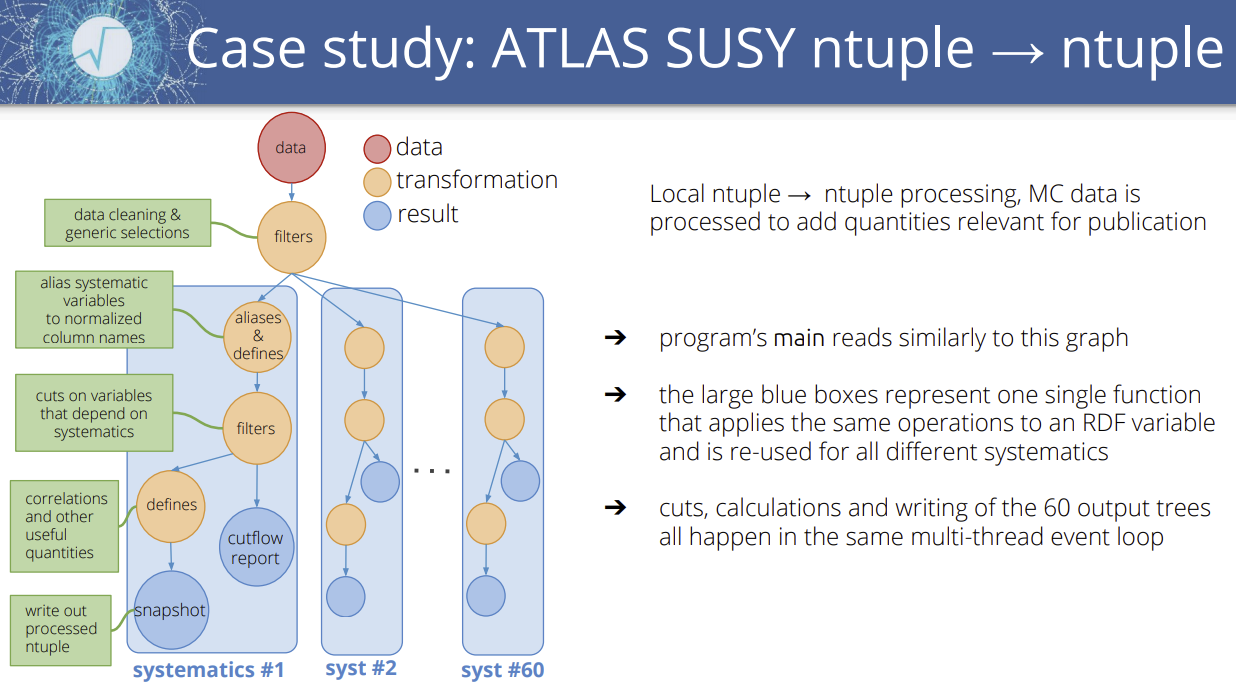 Case study: ATLAS SUSY ntuple → ntuple
data
data
transformation
result
data cleaning &
generic selections
filters
alias systematic
variables
to normalized
column names
aliases
&
defines
cuts on variables
that depend on
systematics
filters
correlations
and other
useful
quantities
defines
cutflow
report
write out
processed
ntuple
snapshot
. . .
systematics #1
syst #2
syst #60
Local ntuple → ntuple processing, MC data is
processed to add quantities relevant for publication
➔ program’s main reads similarly to this graph
➔ the large blue boxes represent one single function
that applies the same operations to an RDF variable
and is re-used for all different systematics
➔ cuts, calculations and writing of the 60 output trees
all happen in the same multi-thread event loop